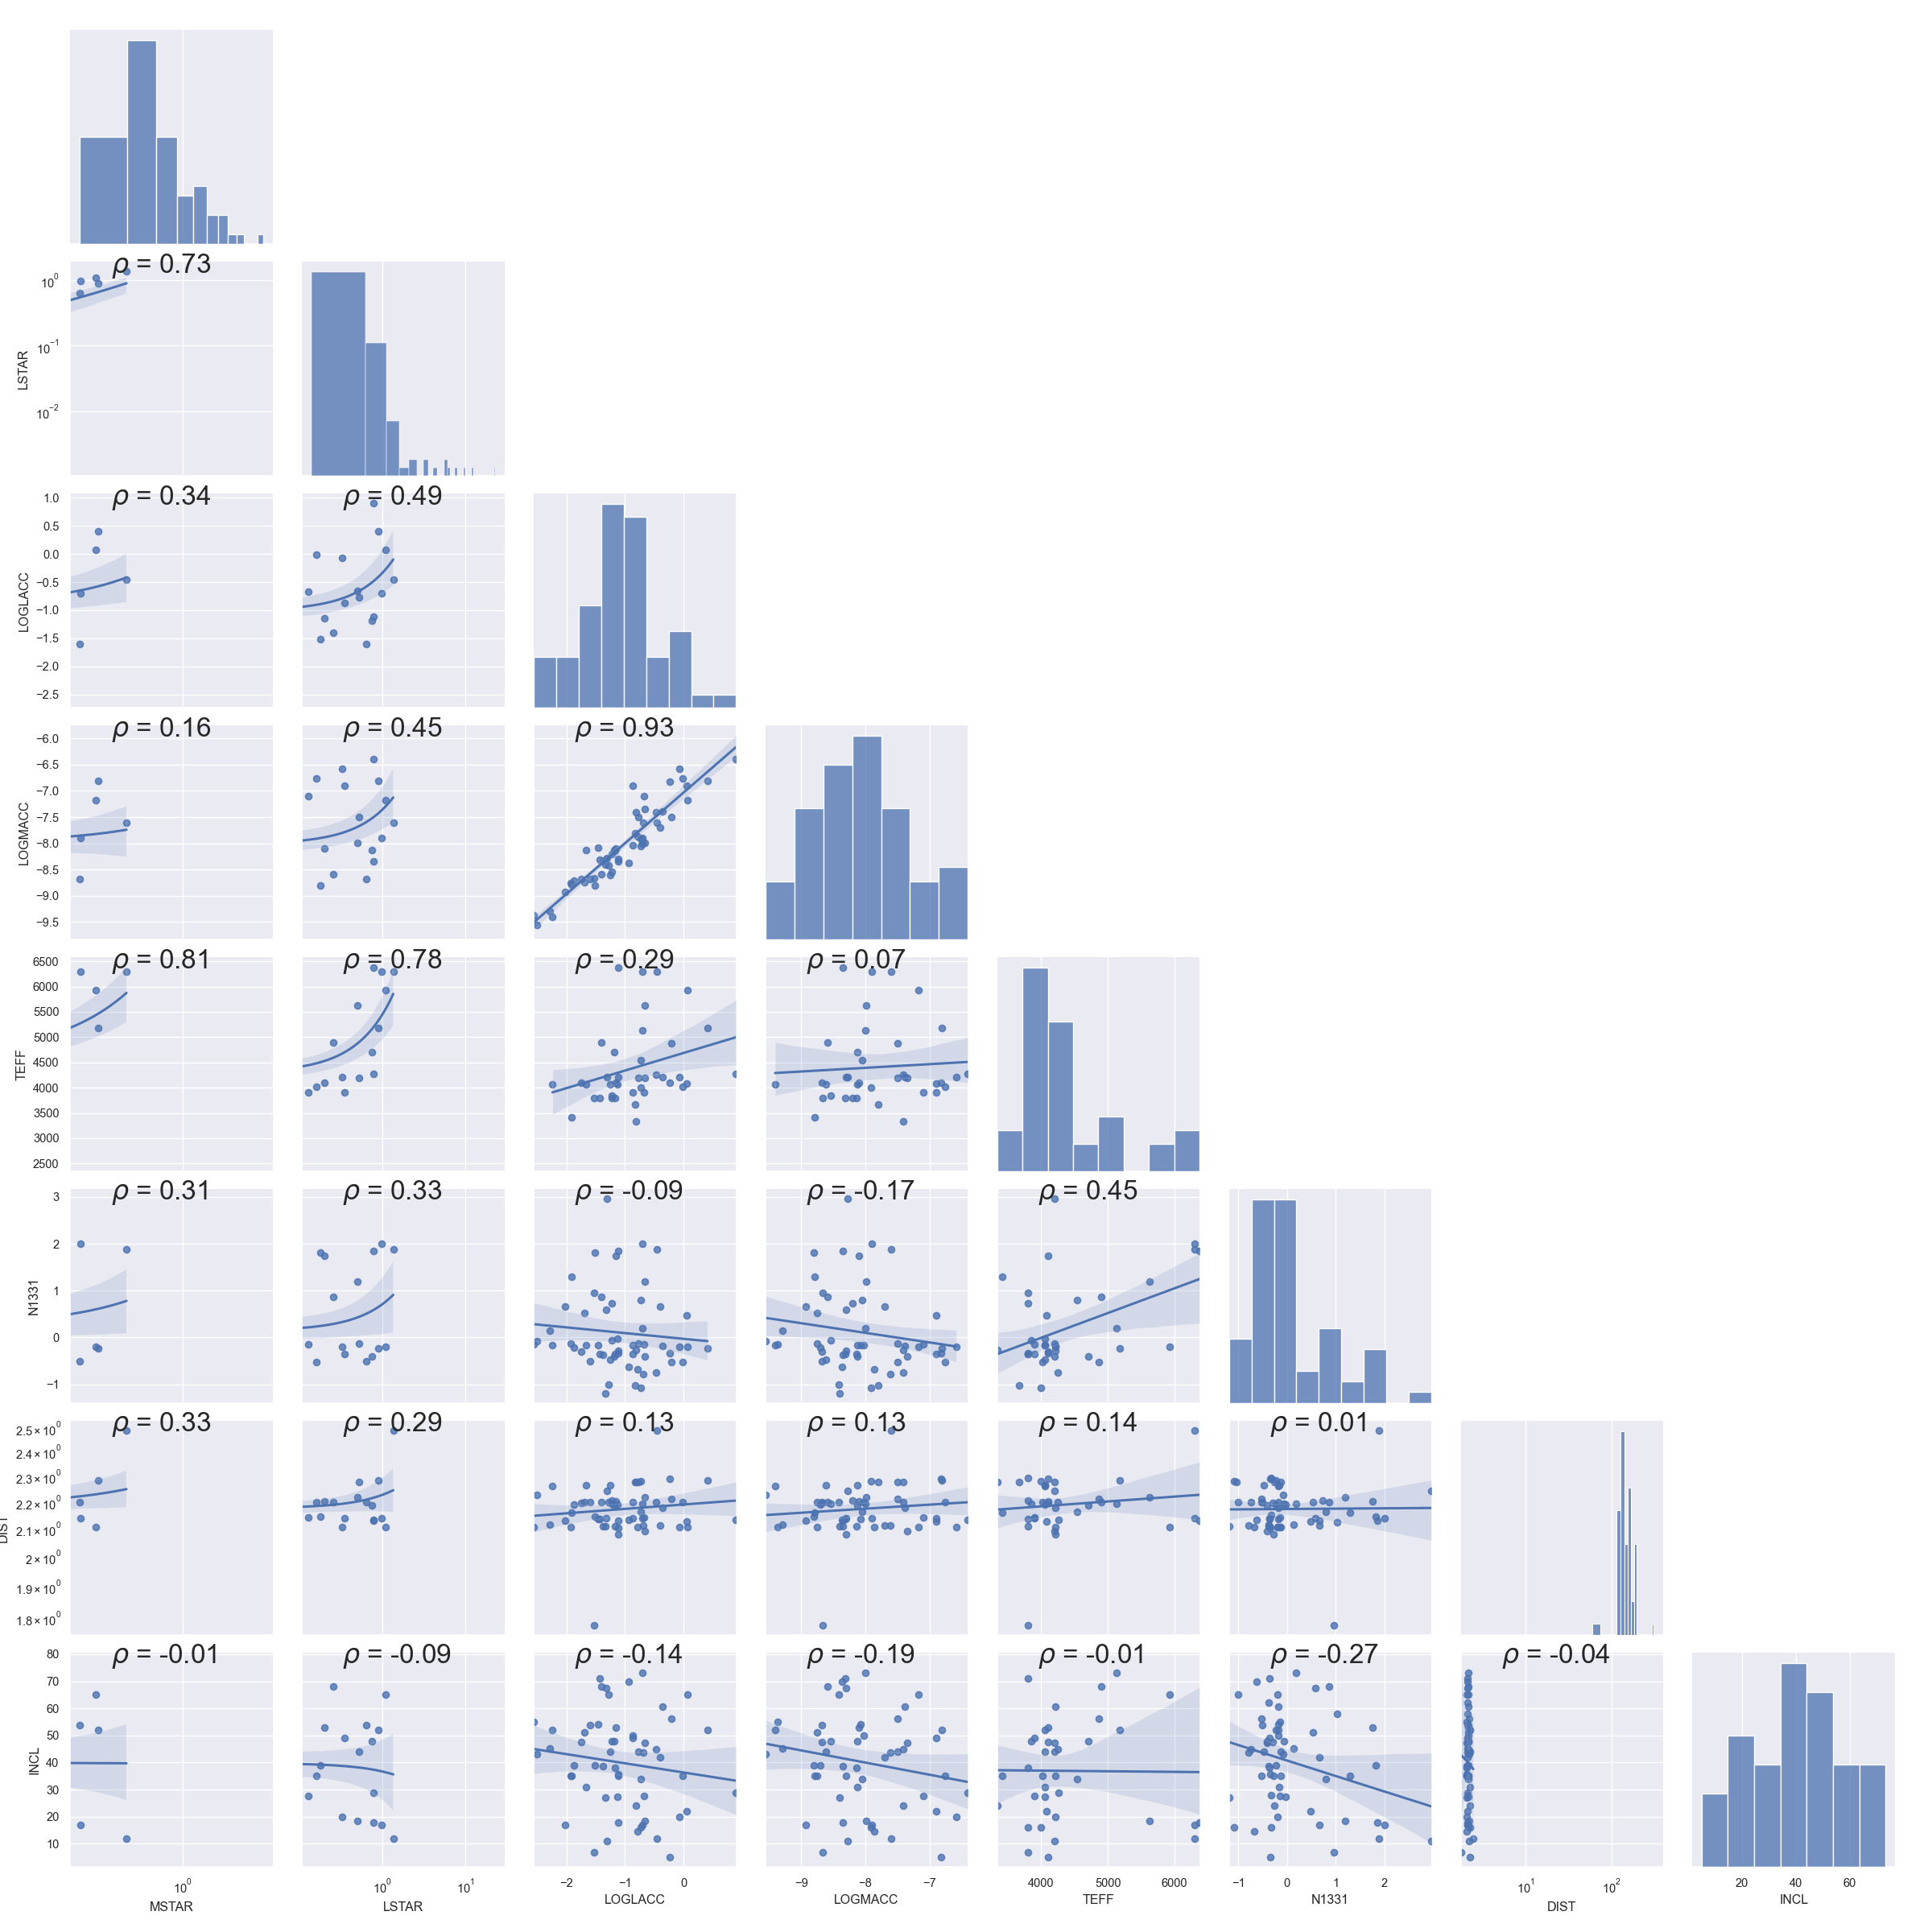 ρ = 0.73
10⁰
10⁻¹
10⁻²
LSTAR
ρ = 0.34 ρ = 0.49
1.0
0.5
0.0
−0.5
−1.0
−1.5
−2.0
−2.5
LOGLACC
ρ = 0.16 ρ = 0.45 ρ = 0.93
−6.0
−6.5
−7.0
−7.5
−8.0
−8.5
−9.0
−9.5
LOGMACC
ρ = 0.81 ρ = 0.78 ρ = 0.29 ρ = 0.07
6500
6000
5500
5000
4500
4000
3500
3000
2500
TEFF
ρ = 0.31 ρ = 0.33 ρ = -0.09 ρ = -0.17 ρ = 0.45
3
2
1
0
−1
N1331
ρ = 0.33 ρ = 0.29 ρ = 0.13 ρ = 0.13 ρ = 0.14 ρ = 0.01
2.5 × 10⁰
2.4 × 10⁰
2.3 × 10⁰
2.2 × 10⁰
2.1 × 10⁰
2 × 10⁰
1.9 × 10⁰
1.8 × 10⁰
DIST
ρ = -0.01 ρ = -0.09 ρ = -0.14 ρ = -0.19 ρ = -0.01 ρ = -0.27 ρ = -0.04
80
70
60
50
40
30
20
10
INCL
10⁰ 10⁰ 10¹ −2 −1 0 −9 −8 −7 4000 5000 6000 −1 0 1 2 10¹ 10² 20 40 60
MSTAR LSTAR LOGLACC LOGMACC TEFF N1331 DIST INCL